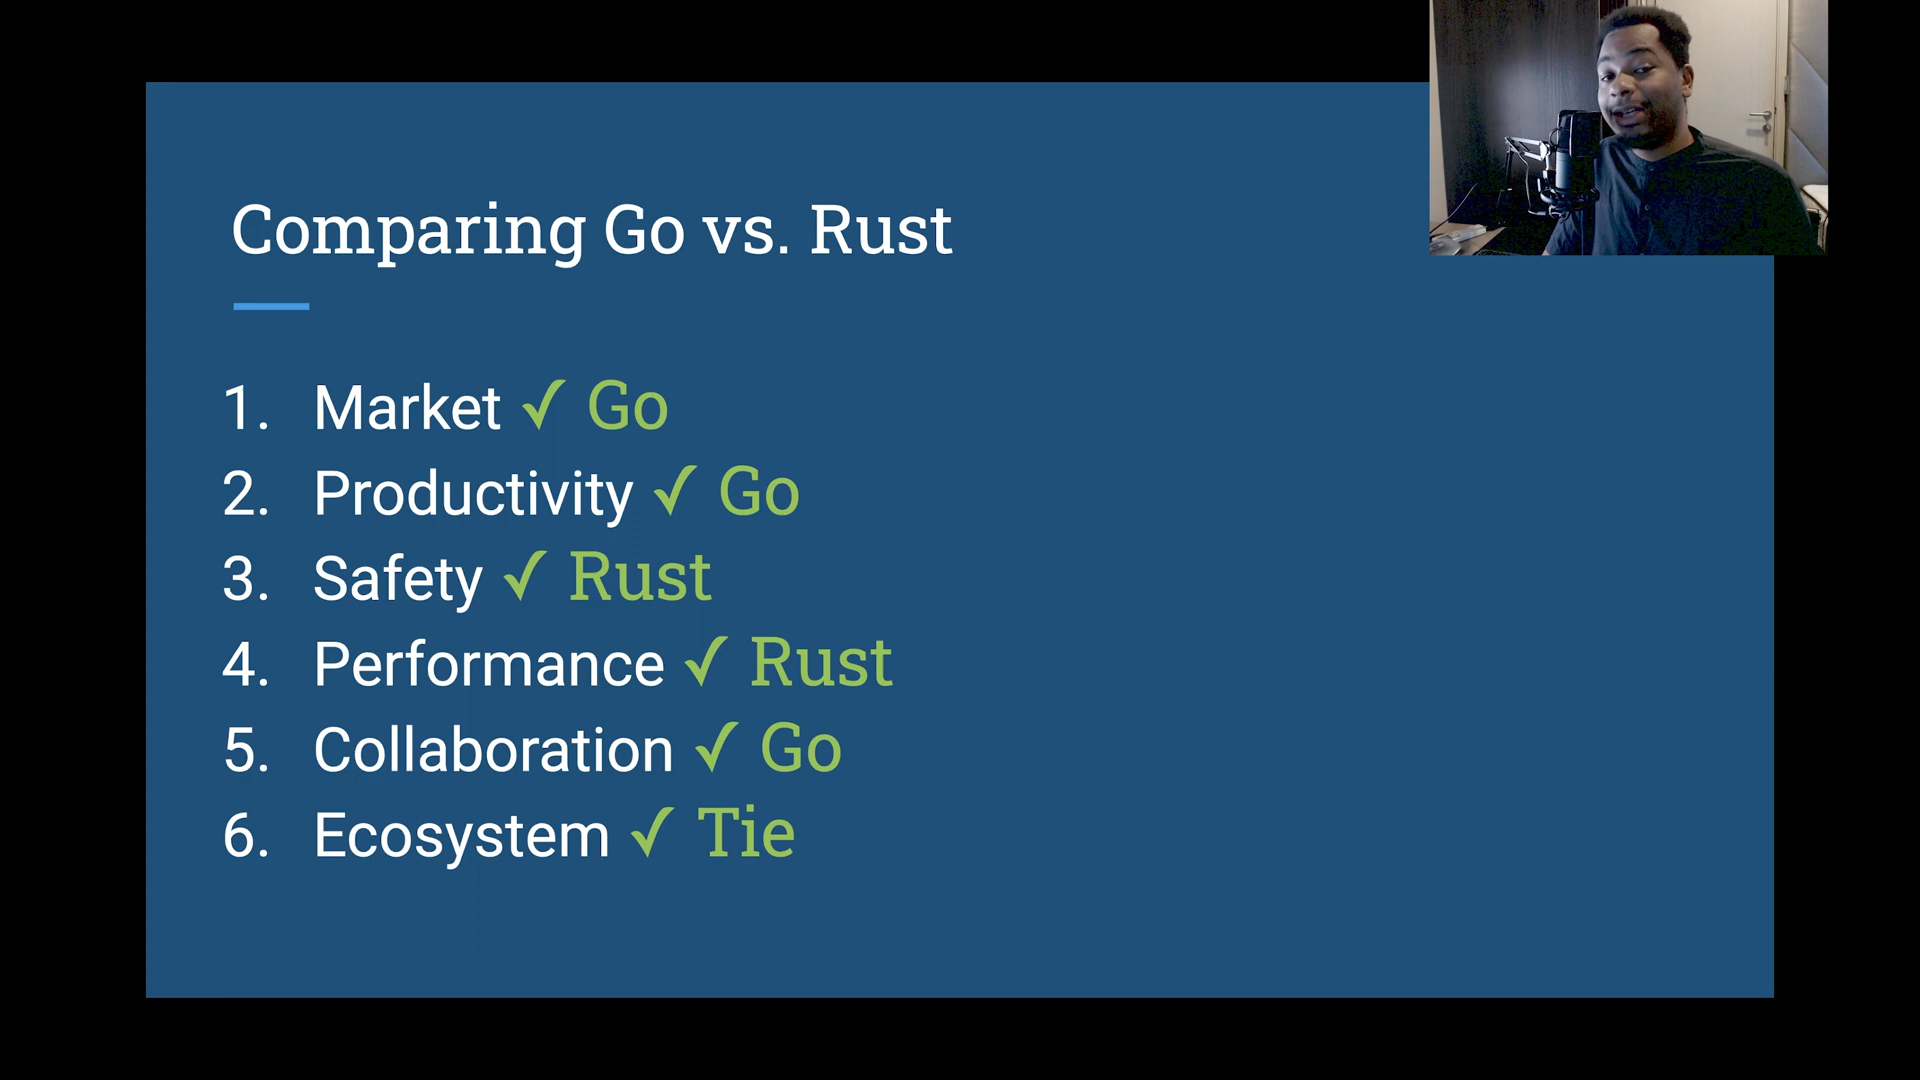 Comparing Go vs. Rust
1. Market ✓ Go
2. Productivity ✓ Go
3. Safety ✓ Rust
4. Performance ✓ Rust
5. Collaboration ✓ Go
6. Ecosystem ✓ Tie